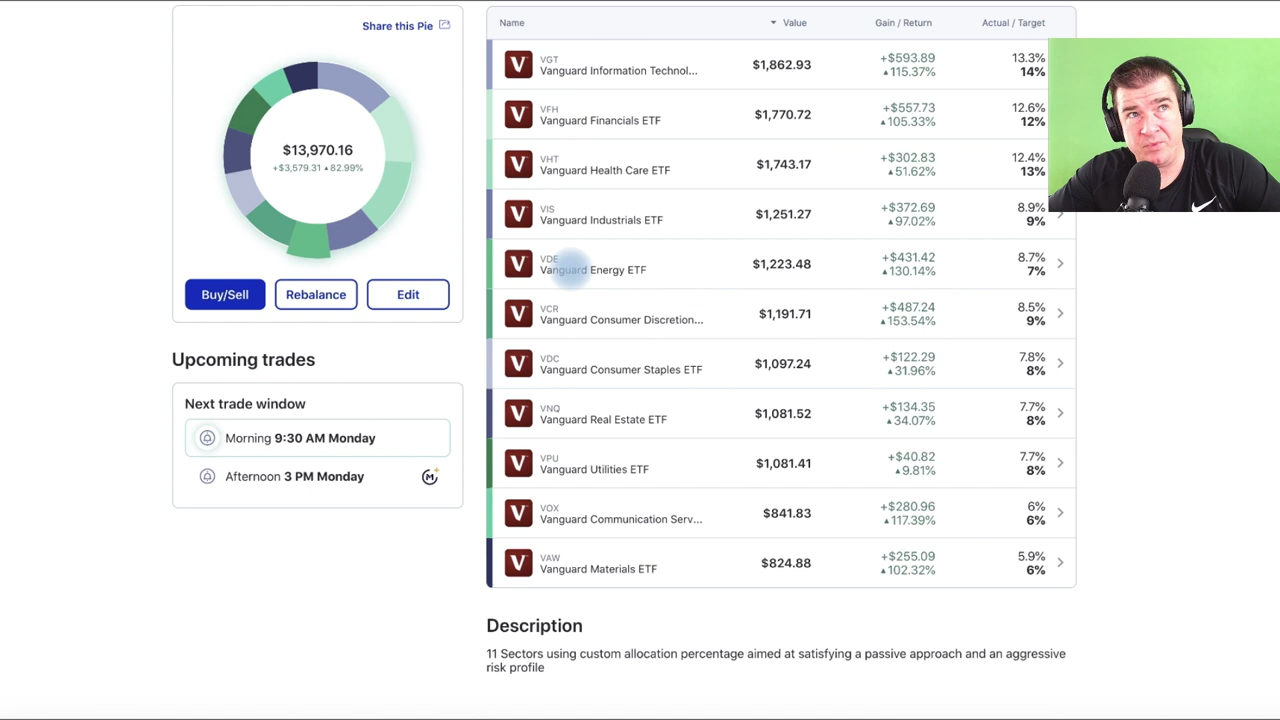 Share this Pie
$13,970.16
+$3,579.31 ▲82.99%
Buy/Sell
Rebalance
Edit
Upcoming trades
Next trade window
Morning 9:30 AM Monday
Afternoon 3 PM Monday
Name Value Gain / Return Actual / Target
VGT
Vanguard Information Technol...
$1,862.93
+$593.89
▲115.37%
13.3%
14%
VFH
Vanguard Financials ETF
$1,770.72
+$557.73
▲105.33%
12.6%
12%
VHT
Vanguard Health Care ETF
$1,743.17
+$302.83
▲51.62%
12.4%
13%
VIS
Vanguard Industrials ETF
$1,251.27
+$372.69
▲97.02%
8.9%
9%
VDE
Vanguard Energy ETF
$1,223.48
+$431.42
▲130.14%
8.7%
7%
VCR
Vanguard Consumer Discretion...
$1,191.71
+$487.24
▲153.54%
8.5%
9%
VDC
Vanguard Consumer Staples ETF
$1,097.24
+$122.29
▲31.96%
7.8%
8%
VNQ
Vanguard Real Estate ETF
$1,081.52
+$134.35
▲34.07%
7.7%
8%
VPU
Vanguard Utilities ETF
$1,081.41
+$40.82
▲9.81%
7.7%
8%
VOX
Vanguard Communication Serv...
$841.83
+$280.96
▲117.39%
6%
6%
VAW
Vanguard Materials ETF
$824.88
+$255.09
▲102.32%
5.9%
6%
Description
11 Sectors using custom allocation percentage aimed at satisfying a passive approach and an aggressive
risk profile